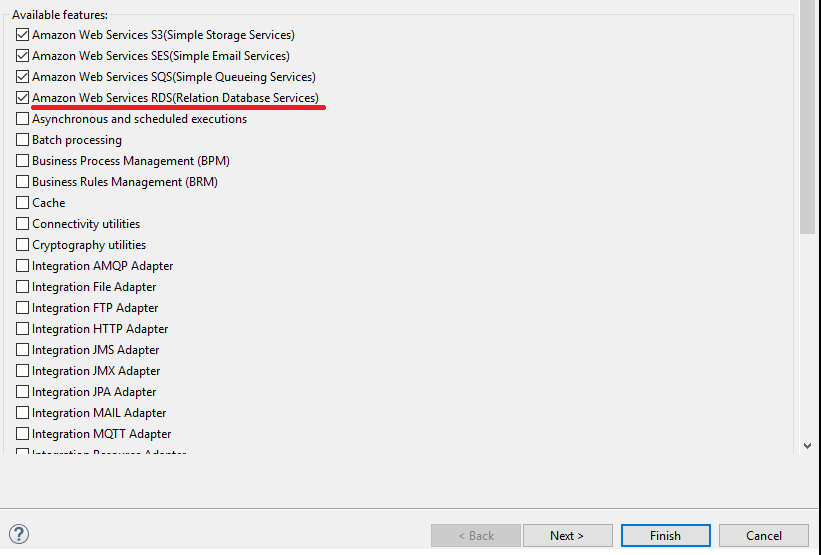 Available features:
Amazon Web Services S3(Simple Storage Services)
Amazon Web Services SES(Simple Email Services)
Amazon Web Services SQS(Simple Queueing Services)
Amazon Web Services RDS(Relation Database Services)
Asynchronous and scheduled executions
Batch processing
Business Process Management (BPM)
Business Rules Management (BRM)
Cache
Connectivity utilities
Cryptography utilities
Integration AMQP Adapter
Integration File Adapter
Integration FTP Adapter
Integration HTTP Adapter
Integration JMS Adapter
Integration JMX Adapter
Integration JPA Adapter
Integration MAIL Adapter
Integration MQTT Adapter
Integration Resource Adapter
?
< Back
Next >
Finish
Cancel